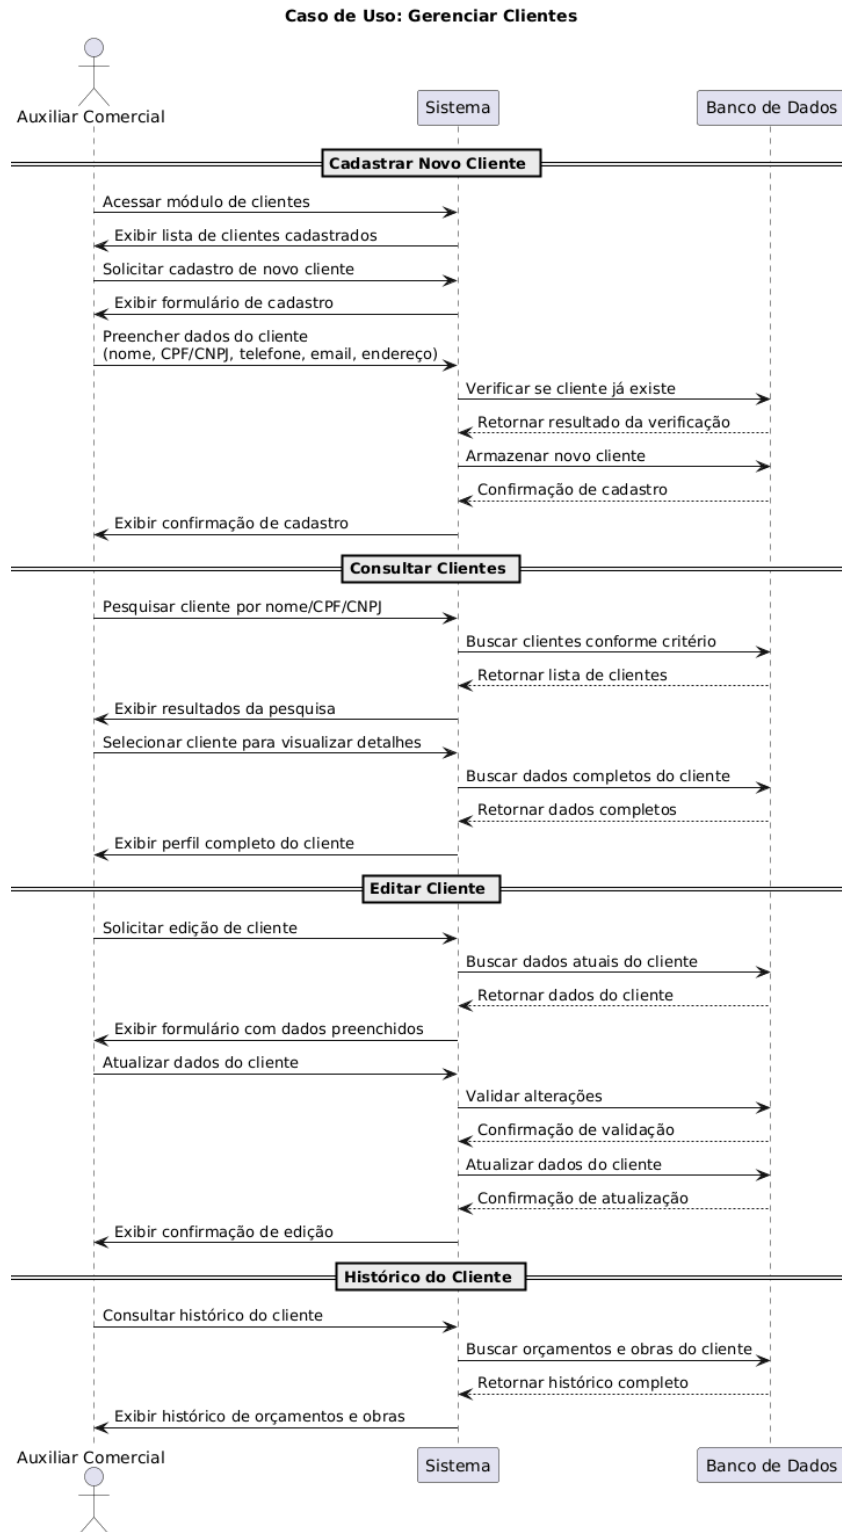 Caso de Uso: Gerenciar Clientes
Auxiliar Comercial
Sistema
Banco de Dados
Cadastrar Novo Cliente
Acessar módulo de clientes
Exibir lista de clientes cadastrados
Solicitar cadastro de novo cliente
Exibir formulário de cadastro
Preencher dados do cliente
(nome, CPF/CNPJ, telefone, email, endereço)
Verificar se cliente já existe
Retornar resultado da verificação
Armazenar novo cliente
Confirmação de cadastro
Exibir confirmação de cadastro
Consultar Clientes
Pesquisar cliente por nome/CPF/CNPJ
Buscar clientes conforme critério
Retornar lista de clientes
Exibir resultados da pesquisa
Selecionar cliente para visualizar detalhes
Buscar dados completos do cliente
Retornar dados completos
Exibir perfil completo do cliente
Editar Cliente
Solicitar edição de cliente
Buscar dados atuais do cliente
Retornar dados do cliente
Exibir formulário com dados preenchidos
Atualizar dados do cliente
Validar alterações
Confirmação de validação
Atualizar dados do cliente
Confirmação de atualização
Exibir confirmação de edição
Histórico do Cliente
Consultar histórico do cliente
Buscar orçamentos e obras do cliente
Retornar histórico completo
Exibir histórico de orçamentos e obras
Auxiliar Comercial
Sistema
Banco de Dados